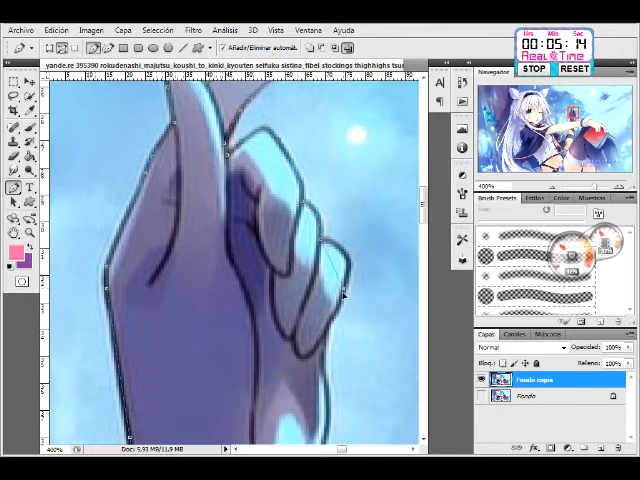 Archivo Edición Imagen Capa Selección Filtro Análisis 3D Vista Ventana Ayuda
Hrs Min Sec
00:05:14
Real Time
STOP RESET
Añadir/Eliminar automát.
yande.re 395390 rokudenashi_majutsu_koushi_to_kinki_kyouten seifuku sistina_fibel stockings thighhighs
Navegador
400%
Brush Presets Estilos Color Muestras
Capas Canales Máscaras
Normal Opacidad: 100%
Bloq.: Relleno: 100%
Fondo copia
Fondo
400% Doc: 5,93 MB/11,9 MB